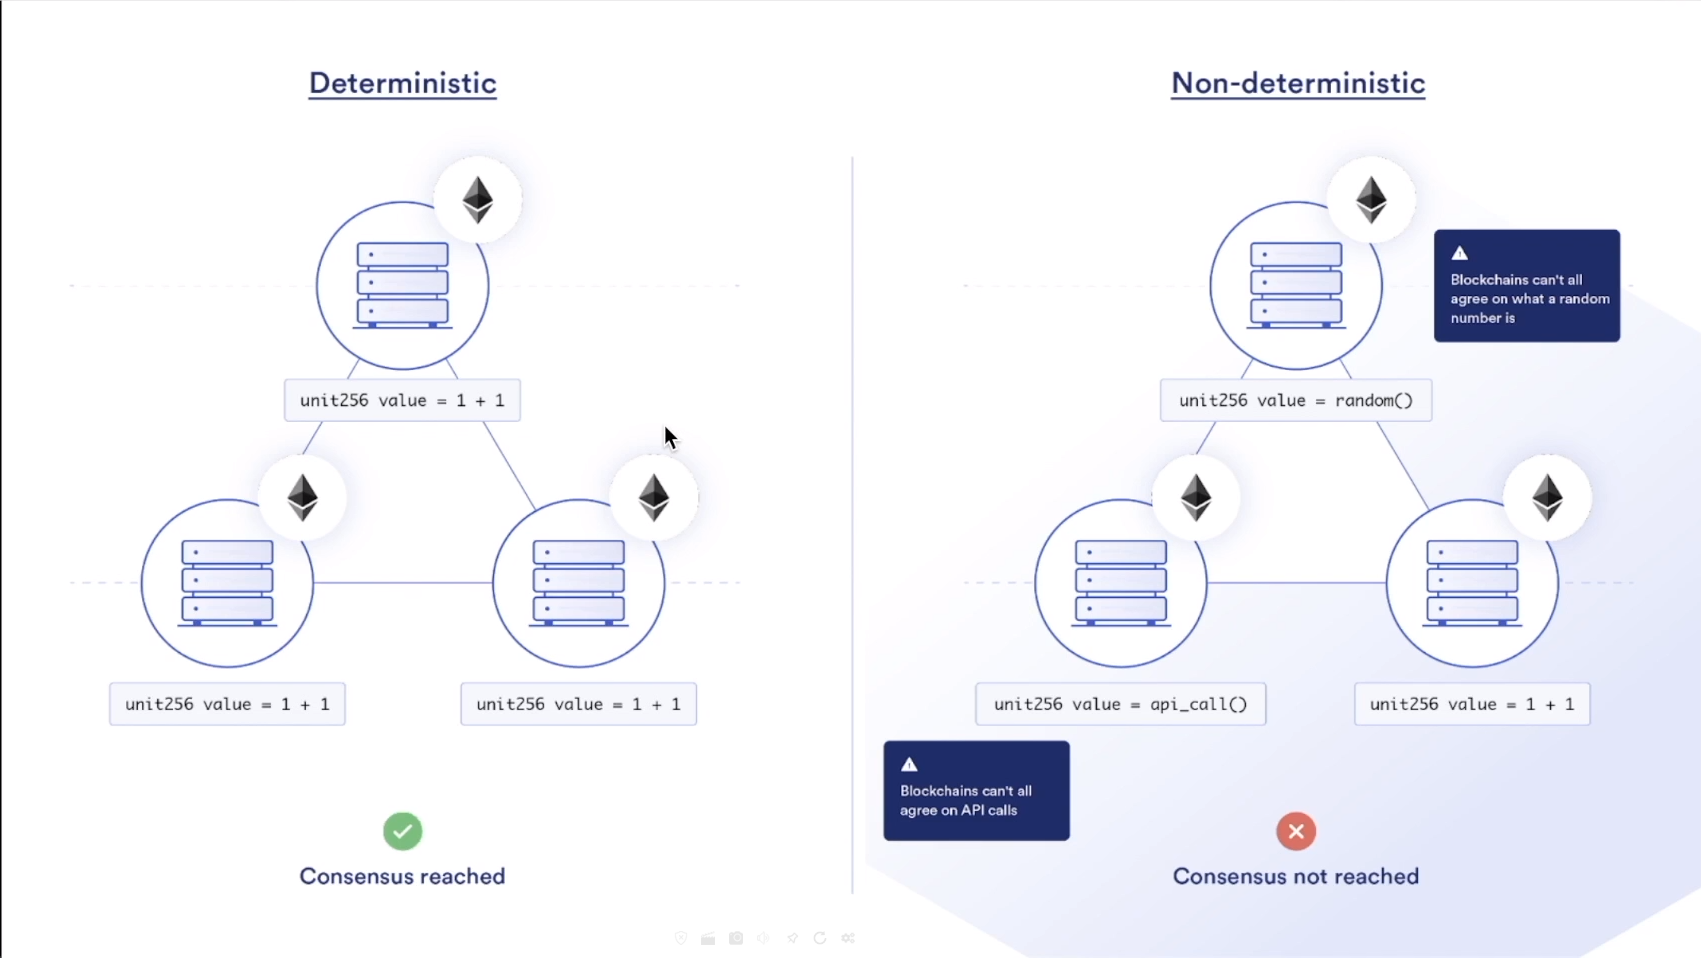 Deterministic
unit256 value = 1 + 1
unit256 value = 1 + 1
unit256 value = 1 + 1
Consensus reached
Non-deterministic
Blockchains can't all
agree on what a random
number is
unit256 value = random()
unit256 value = api_call()
unit256 value = 1 + 1
Blockchains can't all
agree on API calls
Consensus not reached